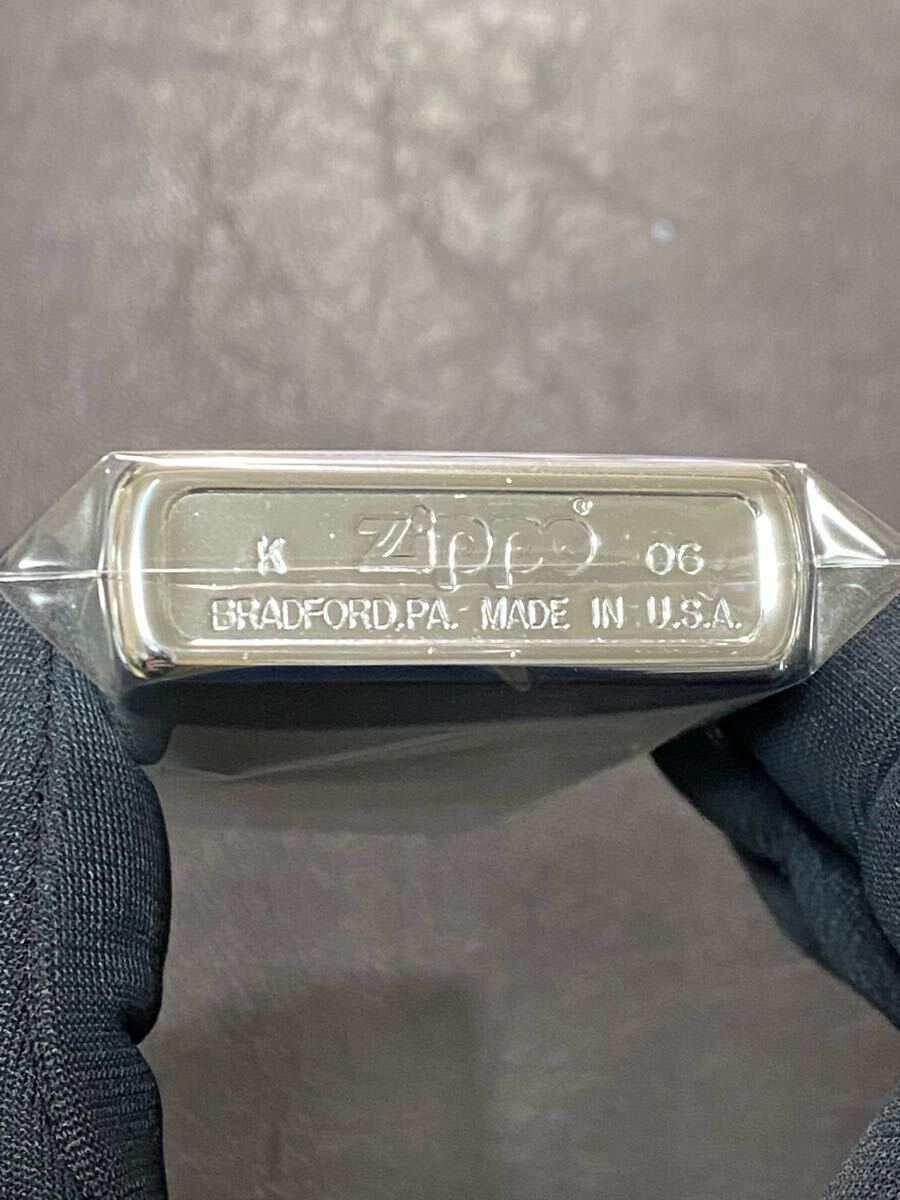 K Zippo® 06
BRADFORD,PA. MADE IN U.S.A.